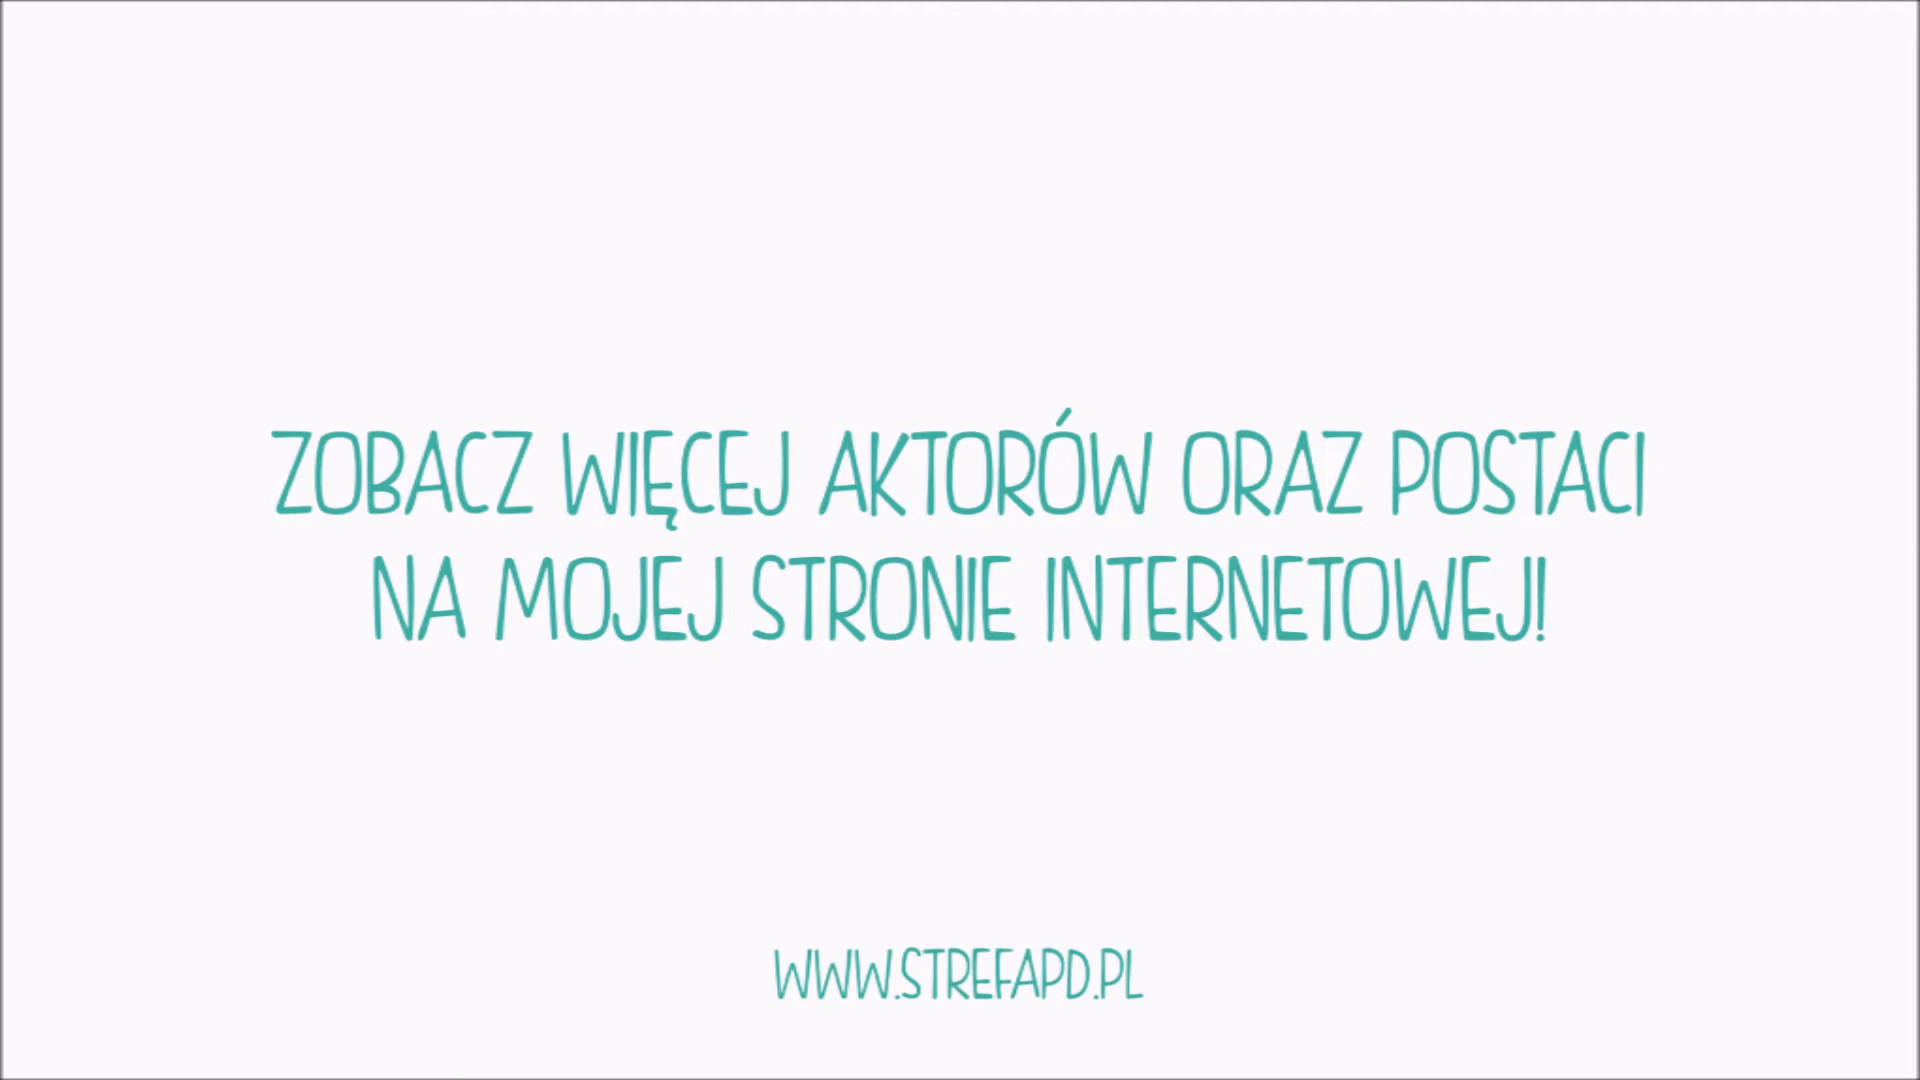 ZOBACZ WIĘCEJ AKTORÓW ORAZ POSTACI
NA MOJEJ STRONIE INTERNETOWEJ!
WWW.STREFAPD.PL